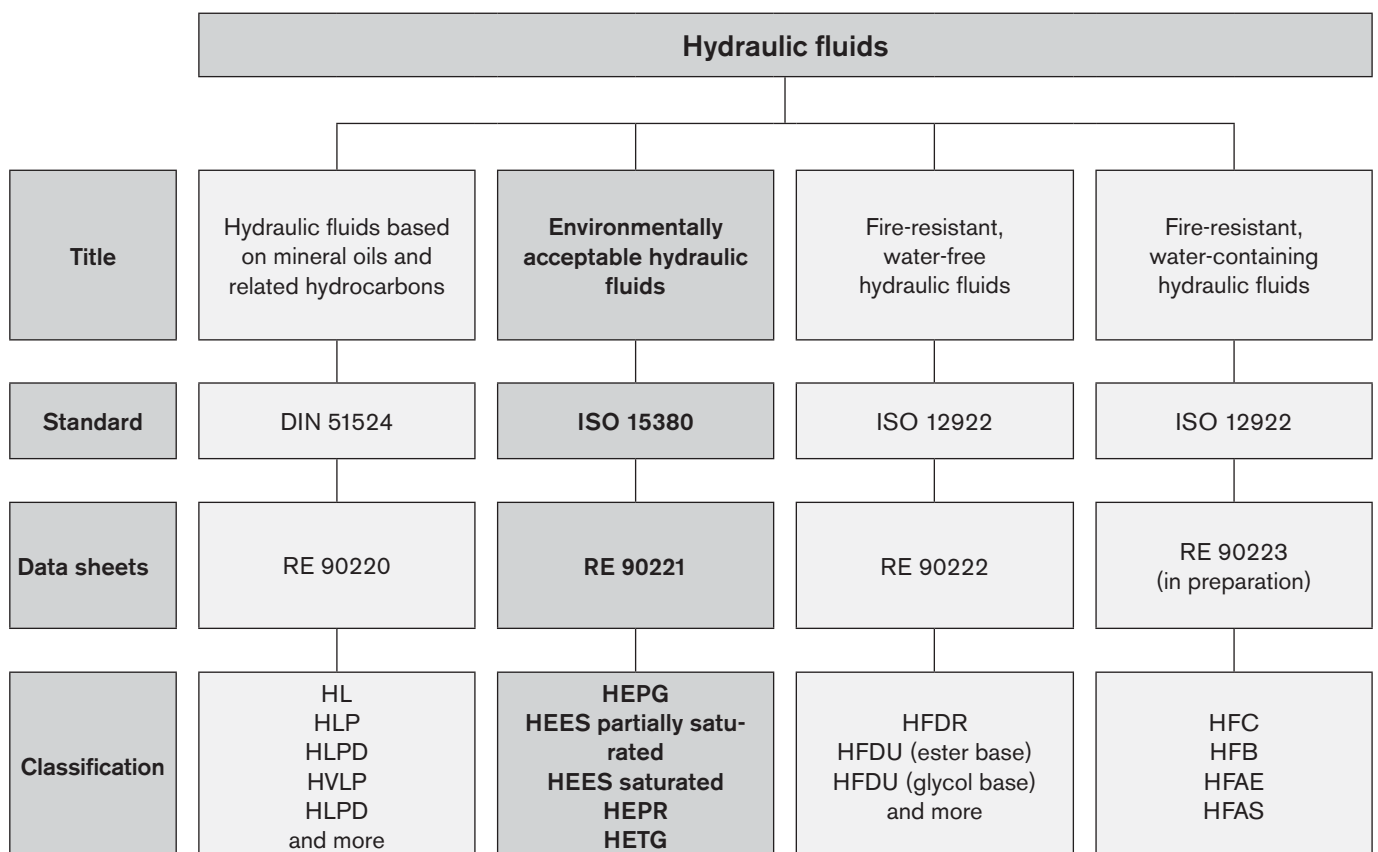 Hydraulic fluids
Title
Hydraulic fluids based
on mineral oils and
related hydrocarbons
Environmentally
acceptable hydraulic
fluids
Fire-resistant,
water-free
hydraulic fluids
Fire-resistant,
water-containing
hydraulic fluids
Standard
DIN 51524
ISO 15380
ISO 12922
ISO 12922
Data sheets
RE 90220
RE 90221
RE 90222
RE 90223
(in preparation)
Classification
HL
HLP
HLPD
HVLP
HLPD
and more
HEPG
HEES partially satu-
rated
HEES saturated
HEPR
HETG
HFDR
HFDU (ester base)
HFDU (glycol base)
and more
HFC
HFB
HFAE
HFAS